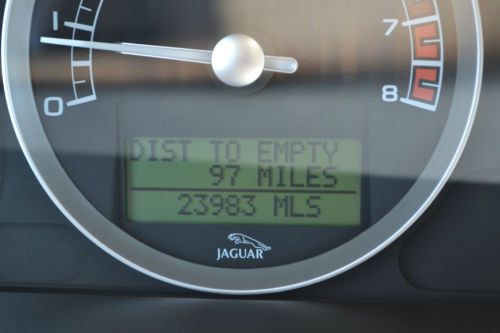 1
7
0
8
DIST TO EMPTY
97 MILES
23983 MLS
JAGUAR